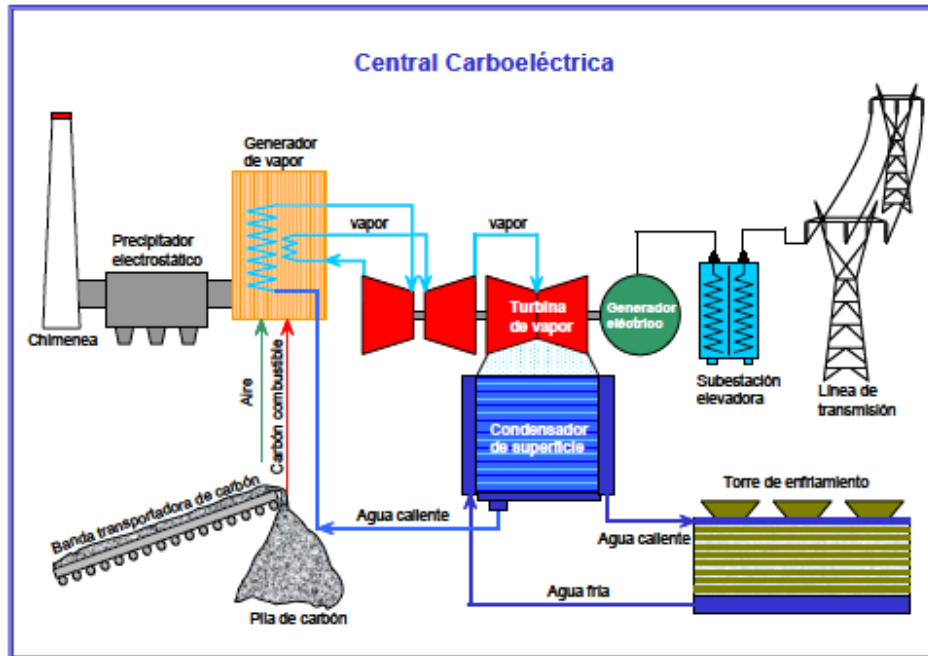 Central Carboeléctrica
Generador
de vapor
vapor
vapor
Precipitador
electrostático
Turbina
de vapor
Generador
eléctrico
Chimenea
Subestación
elevadora
Línea de
transmisión
Aire
Carbón combustible
Condensador
de superficie
Torre de enfriamiento
Banda transportadora de carbón
Agua caliente
Agua caliente
Agua fría
Pila de carbón